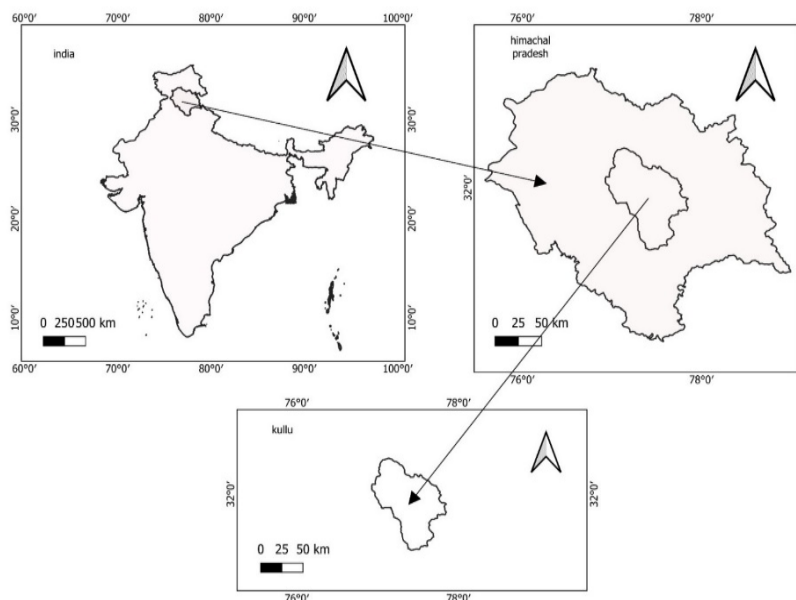 60°0' 70°0' 80°0' 90°0' 100°0'
india
30°0' 30°0'
20°0' 20°0'
10°0' 10°0'
0 250500 km
60°0' 70°0' 80°0' 90°0' 100°0'
76°0' 78°0'
himachal
pradesh
32°0'
0 25 50 km
76°0' 78°0'
76°0' 78°0'
kullu
32°0' 32°0'
0 25 50 km
76°0' 78°0'